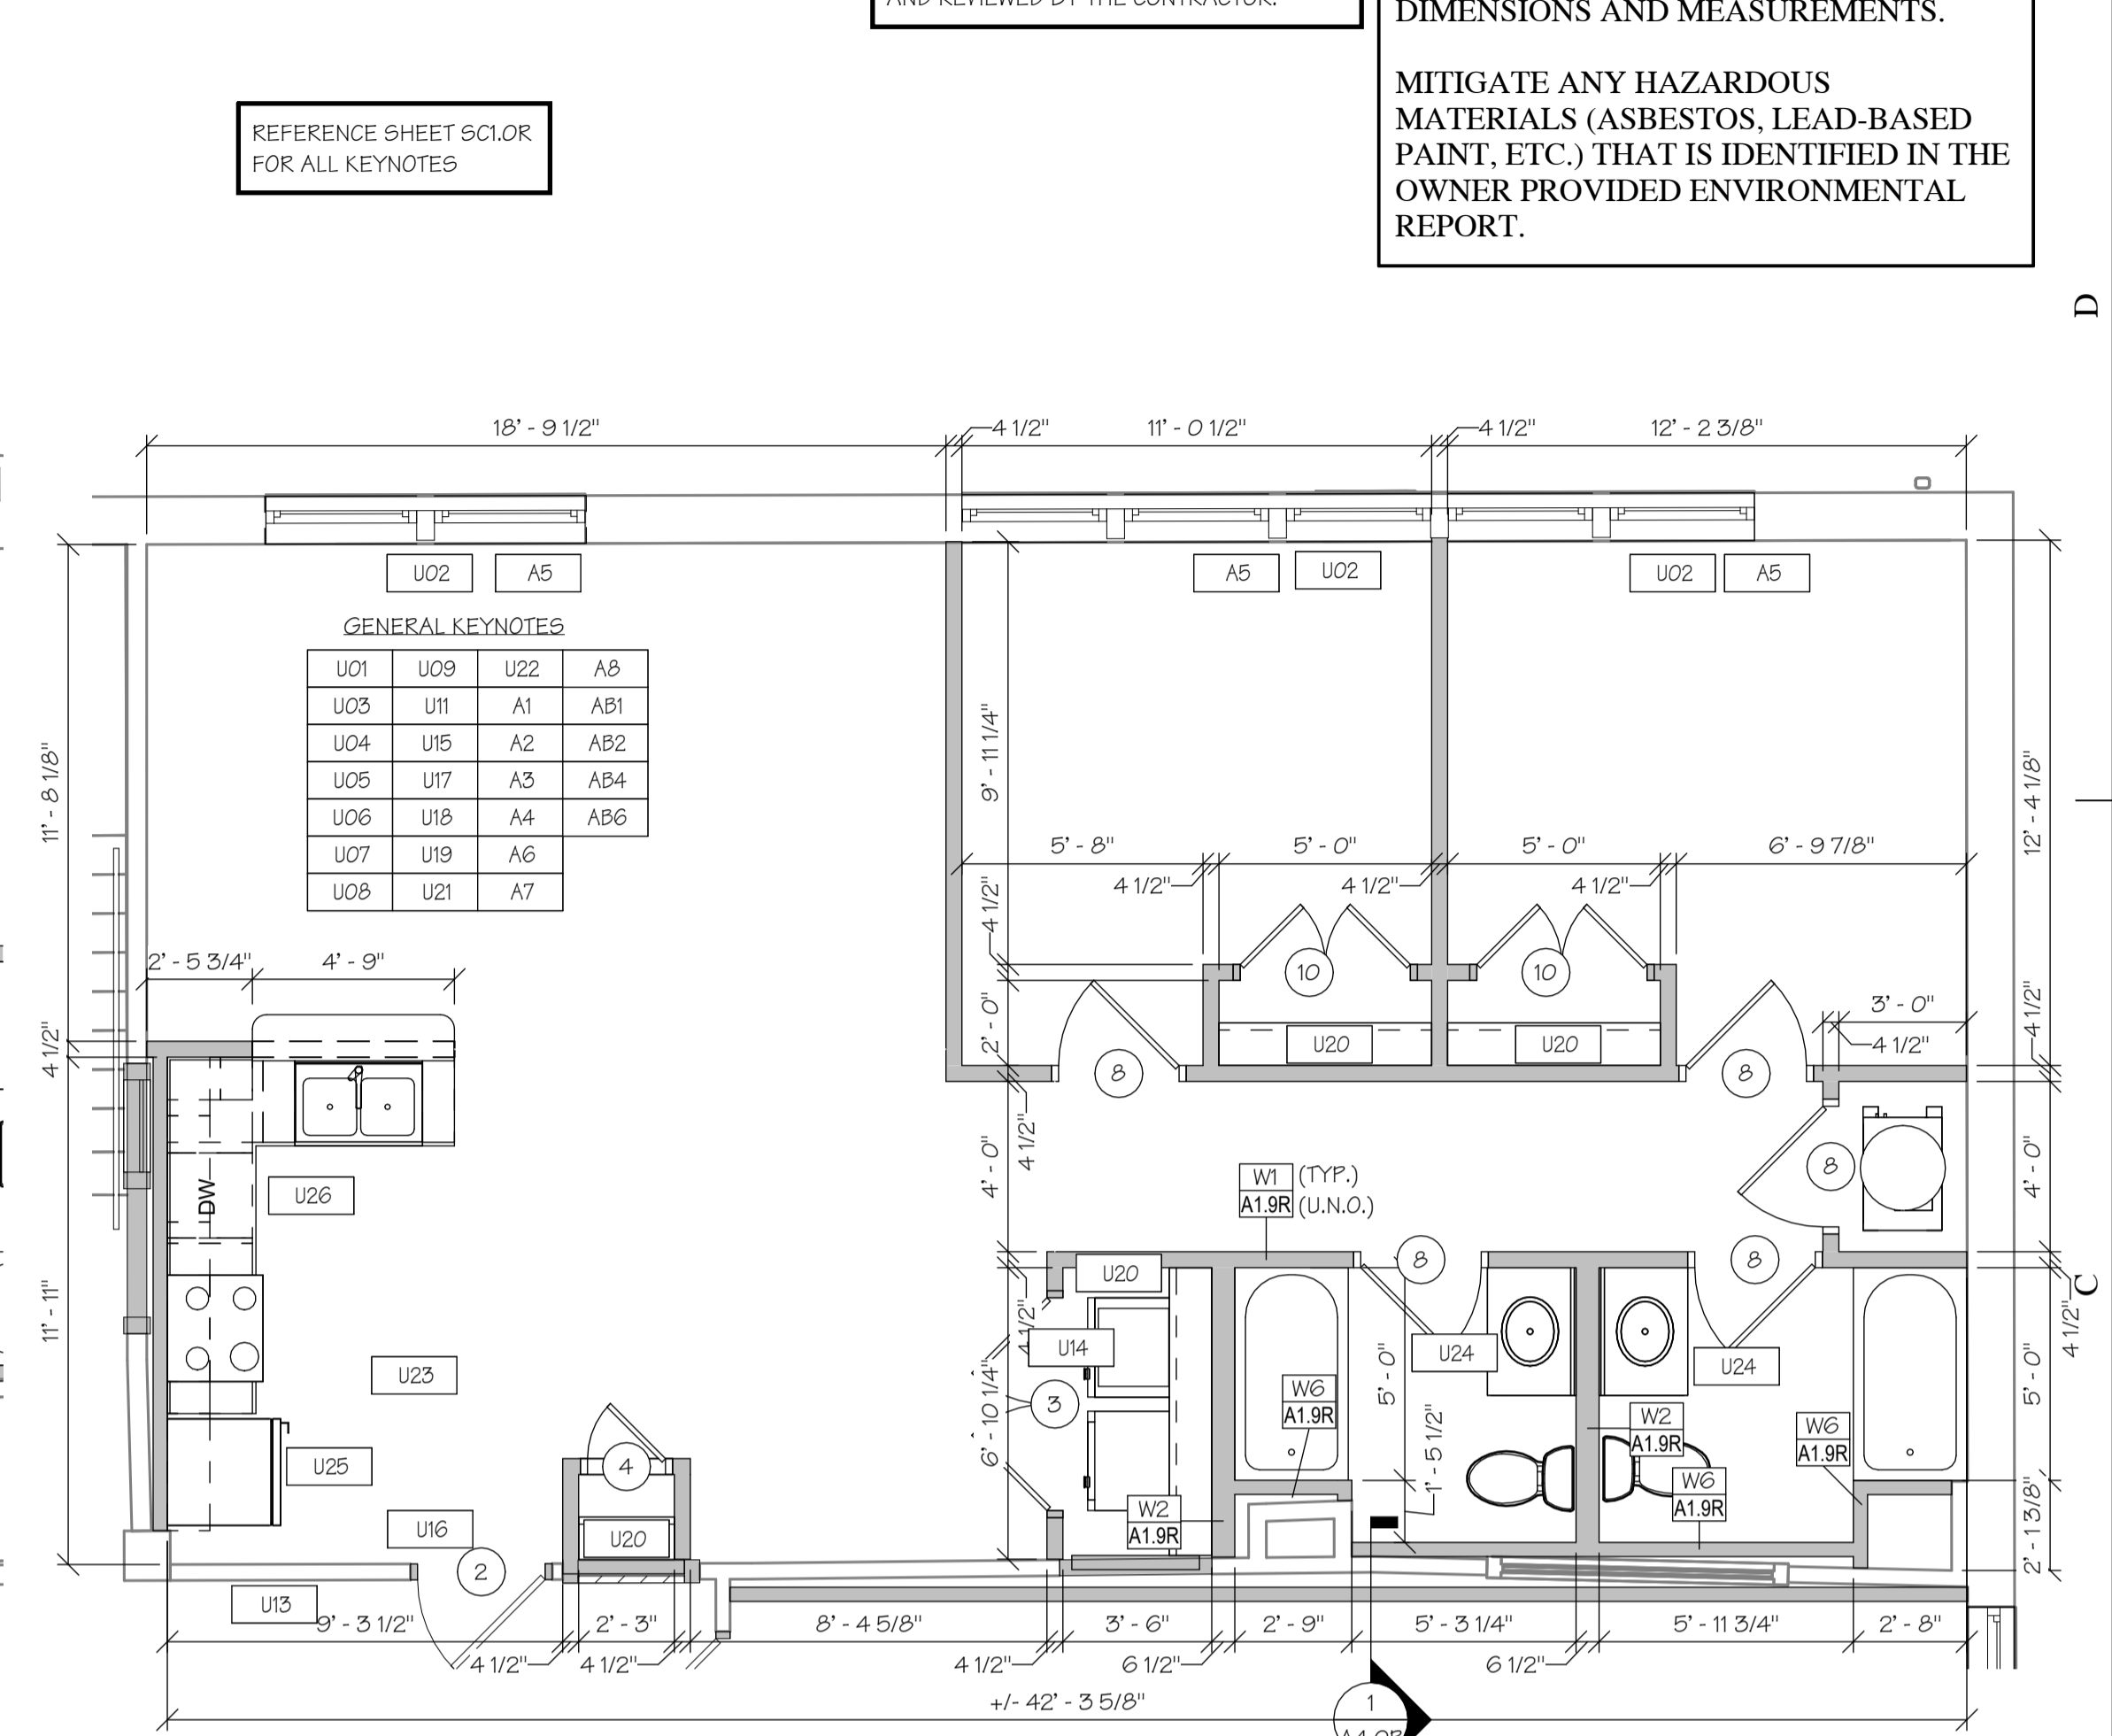 DIMENSIONS AND MEASUREMENTS.
MITIGATE ANY HAZARDOUS
MATERIALS (ASBESTOS, LEAD-BASED
PAINT, ETC.) THAT IS IDENTIFIED IN THE
OWNER PROVIDED ENVIRONMENTAL
REPORT.
REFERENCE SHEET SC1.0R
FOR ALL KEYNOTES
D
18' - 9 1/2"
4 1/2"
11' - 0 1/2"
4 1/2"
12' - 2 3/8"
U02 A5
A5 U02
U02 A5
GENERAL KEYNOTES
U01 U09 U22 A8
U03 U11 A1 AB1
U04 U15 A2 AB2
U05 U17 A3 AB4
U06 U18 A4 AB6
U07 U19 A6
U08 U21 A7
11' - 8 1/8"
9' - 11 1/4"
12' - 4 1/8"
5' - 8"
5' - 0"
5' - 0"
6' - 9 7/8"
4 1/2"
4 1/2"
4 1/2"
4 1/2"
2' - 5 3/4"
4' - 9"
10
10
2' - 0"
3' - 0"
4 1/2"
4 1/2"
4 1/2"
U20
U20
8
8
4 1/2"
4' - 0"
4' - 0"
8
DW
U26
W1 (TYP.)
A1.9R (U.N.O.)
8
8
U20
C
4 1/2"
11' - 11"
U14
U24
U24
U23
6' - 10 1/4"
3
5' - 0"
5' - 0"
W6
A1.9R
1' - 5 1/2"
W2
A1.9R
W6
A1.9R
U25
4
W6
A1.9R
W2
A1.9R
2' - 1 3/8"
U16
U20
2
U13
9' - 3 1/2"
2' - 3"
8' - 4 5/8"
3' - 6"
2' - 9"
5' - 3 1/4"
5' - 11 3/4"
2' - 8"
4 1/2"
4 1/2"
4 1/2"
6 1/2"
6 1/2"
+/- 42' - 3 5/8"
1